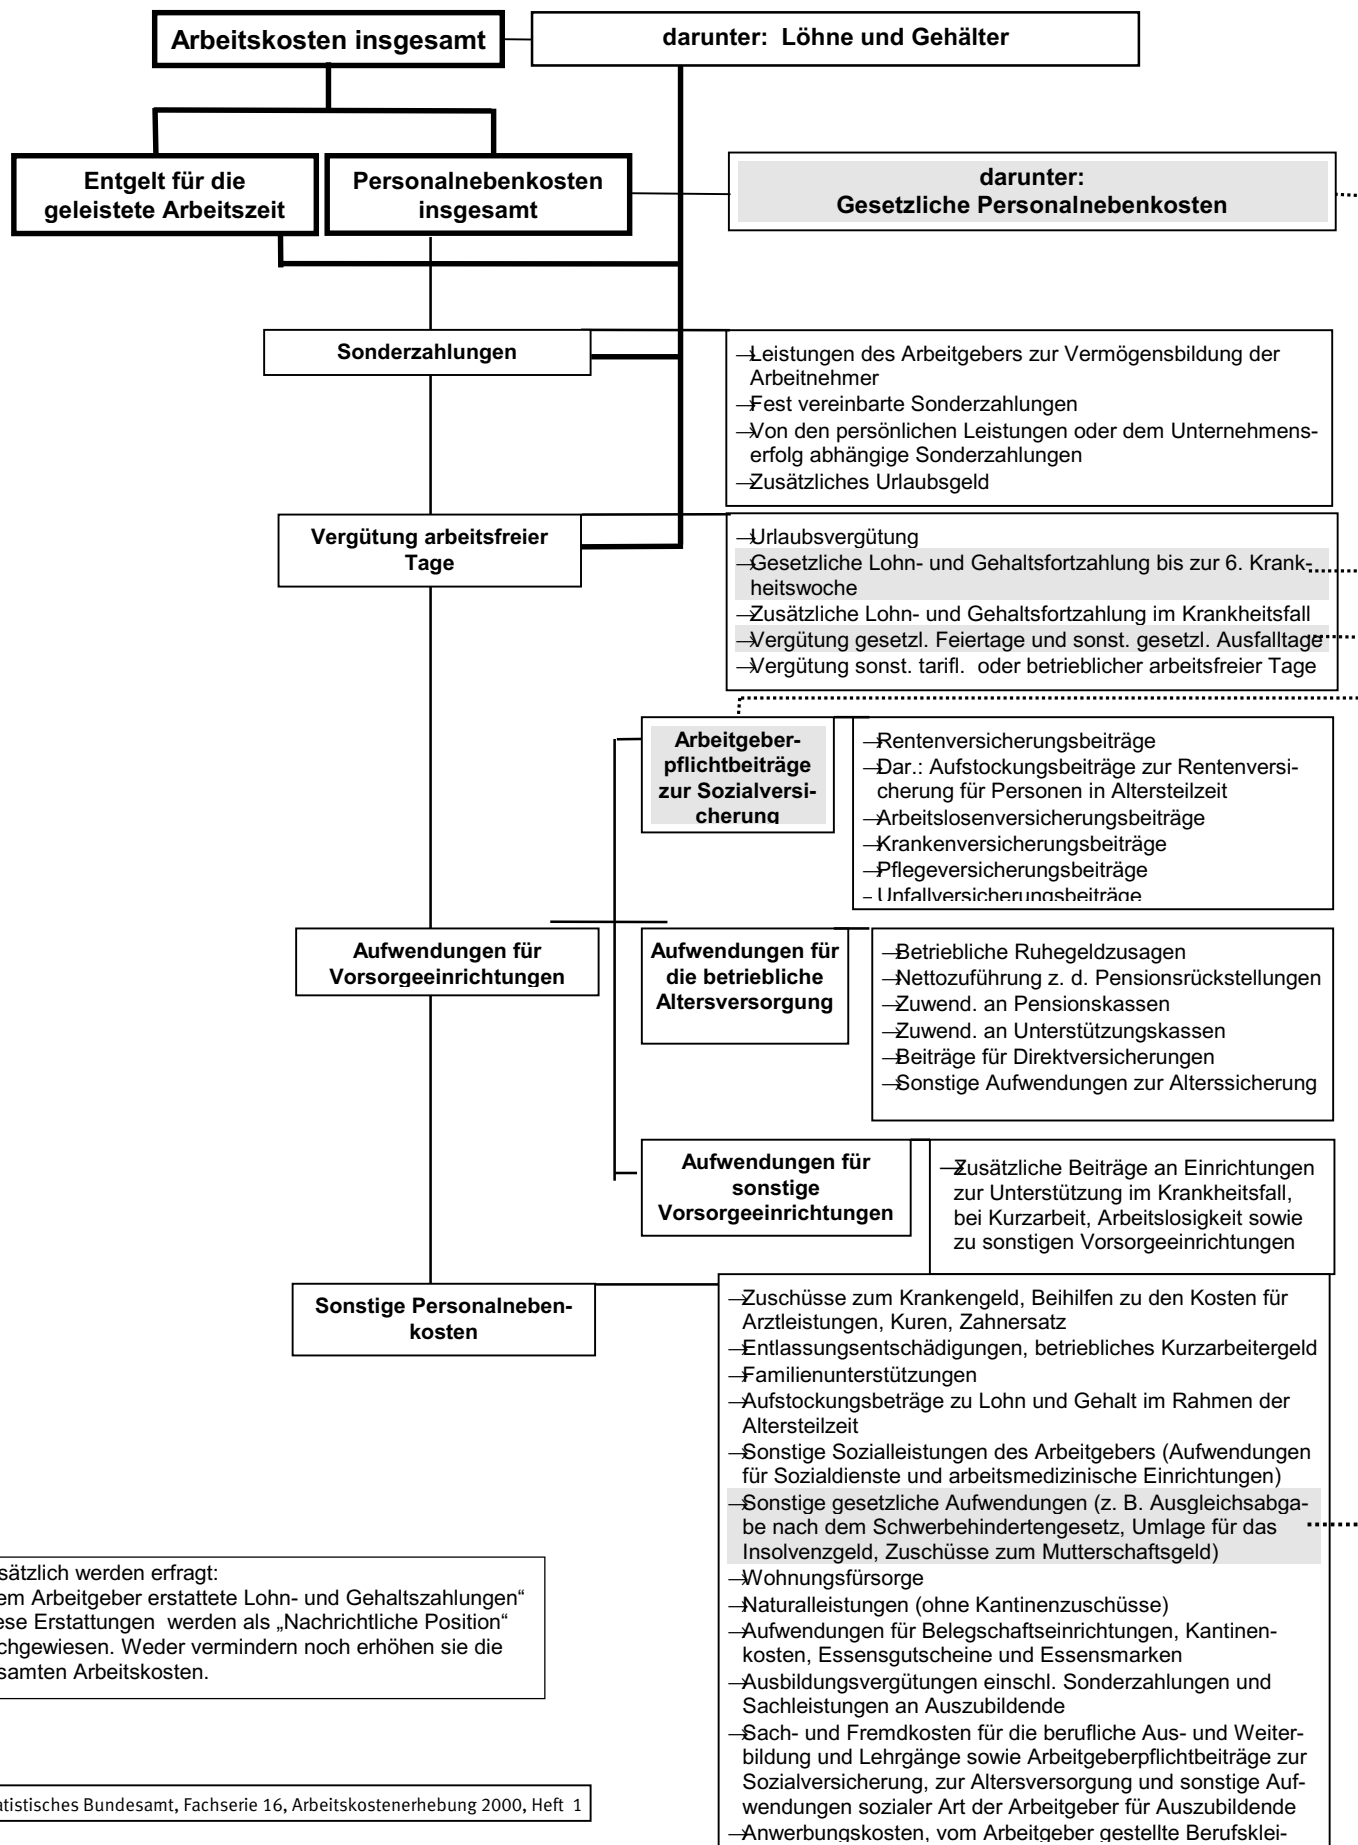 Arbeitskosten insgesamt
darunter: Löhne und Gehälter
Entgelt für die
geleistete Arbeitszeit
Personalnebenkosten
insgesamt
darunter:
Gesetzliche Personalnebenkosten
Sonderzahlungen
→Leistungen des Arbeitgebers zur Vermögensbildung der
Arbeitnehmer
→Fest vereinbarte Sonderzahlungen
→Von den persönlichen Leistungen oder dem Unternehmens-
erfolg abhängige Sonderzahlungen
→Zusätzliches Urlaubsgeld
Vergütung arbeitsfreier
Tage
→Urlaubsvergütung
→Gesetzliche Lohn- und Gehaltsfortzahlung bis zur 6. Krank-
heitswoche
→Zusätzliche Lohn- und Gehaltsfortzahlung im Krankheitsfall
→Vergütung gesetzl. Feiertage und sonst. gesetzl. Ausfalltage
→Vergütung sonst. tarifl. oder betrieblicher arbeitsfreier Tage
Arbeitgeber-
pflichtbeiträge
zur Sozialversi-
cherung
→Rentenversicherungsbeiträge
→Dar.: Aufstockungsbeiträge zur Rentenversi-
cherung für Personen in Altersteilzeit
→Arbeitslosenversicherungsbeiträge
→Krankenversicherungsbeiträge
→Pflegeversicherungsbeiträge
– Unfallversicherungsbeiträge
Aufwendungen für
Vorsorgeeinrichtungen
Aufwendungen für
die betriebliche
Altersversorgung
→Betriebliche Ruhegeldzusagen
→Nettozuführung z. d. Pensionsrückstellungen
→Zuwend. an Pensionskassen
→Zuwend. an Unterstützungskassen
→Beiträge für Direktversicherungen
→Sonstige Aufwendungen zur Alterssicherung
Aufwendungen für
sonstige
Vorsorgeeinrichtungen
→Zusätzliche Beiträge an Einrichtungen
zur Unterstützung im Krankheitsfall,
bei Kurzarbeit, Arbeitslosigkeit sowie
zu sonstigen Vorsorgeeinrichtungen
Sonstige Personalneben-
kosten
→Zuschüsse zum Krankengeld, Beihilfen zu den Kosten für
Arztleistungen, Kuren, Zahnersatz
→Entlassungsentschädigungen, betriebliches Kurzarbeitergeld
→Familienunterstützungen
→Aufstockungsbeträge zu Lohn und Gehalt im Rahmen der
Altersteilzeit
→Sonstige Sozialleistungen des Arbeitgebers (Aufwendungen
für Sozialdienste und arbeitsmedizinische Einrichtungen)
→Sonstige gesetzliche Aufwendungen (z. B. Ausgleichsabga-
be nach dem Schwerbehindertengesetz, Umlage für das
Insolvenzgeld, Zuschüsse zum Mutterschaftsgeld)
→Wohnungsfürsorge
→Naturalleistungen (ohne Kantinenzuschüsse)
→Aufwendungen für Belegschaftseinrichtungen, Kantinen-
kosten, Essensgutscheine und Essensmarken
→Ausbildungsvergütungen einschl. Sonderzahlungen und
Sachleistungen an Auszubildende
→Sach- und Fremdkosten für die berufliche Aus- und Weiter-
bildung und Lehrgänge sowie Arbeitgeberpflichtbeiträge zur
Sozialversicherung, zur Altersversorgung und sonstige Auf-
wendungen sozialer Art der Arbeitgeber für Auszubildende
→Anwerbungskosten, vom Arbeitgeber gestellte Berufsklei-
sätzlich werden erfragt:
em Arbeitgeber erstattete Lohn- und Gehaltszahlungen“
ese Erstattungen werden als „Nachrichtliche Position“
chgewiesen. Weder vermindern noch erhöhen sie die
samten Arbeitskosten.
atistisches Bundesamt, Fachserie 16, Arbeitskostenerhebung 2000, Heft 1